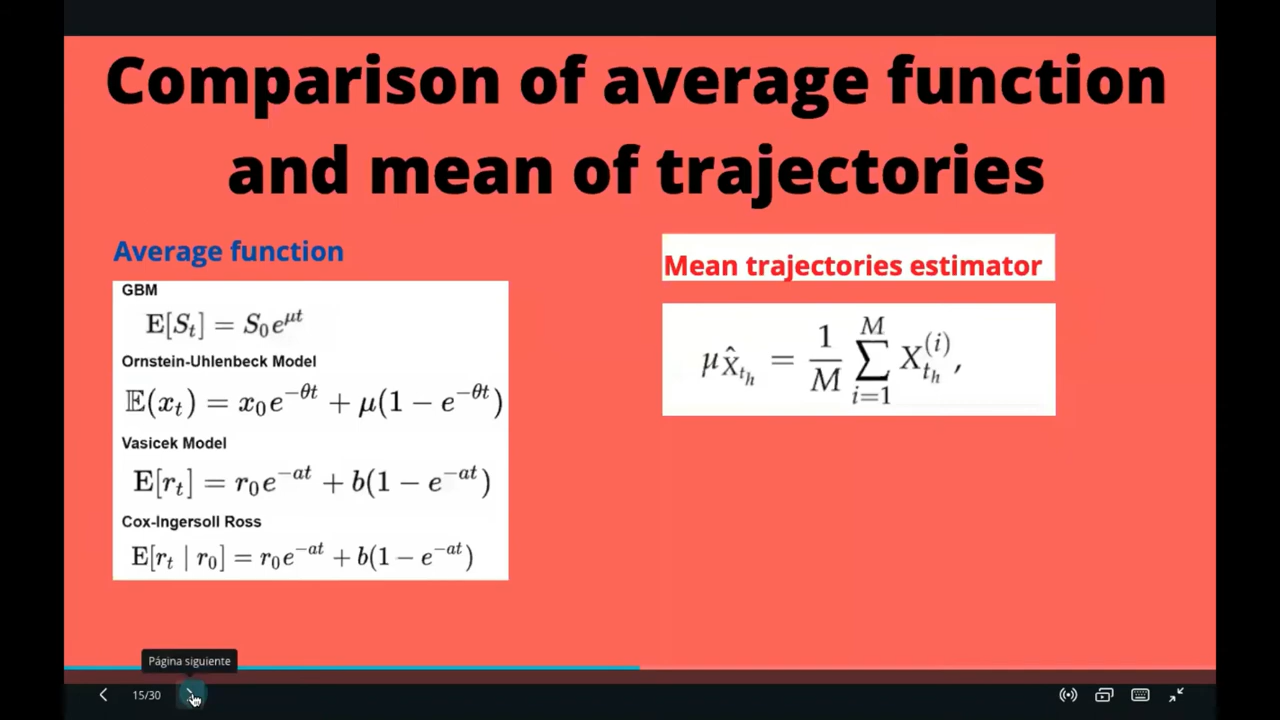 Comparison of average function
and mean of trajectories
Average function
GBM
E[S_t] = S_0 e^{μt}
Ornstein-Uhlenbeck Model
𝔼(x_t) = x_0 e^{−θt} + μ(1 − e^{−θt})
Vasicek Model
E[r_t] = r_0 e^{−at} + b(1 − e^{−at})
Cox-Ingersoll Ross
E[r_t | r_0] = r_0 e^{−at} + b(1 − e^{−at})
Mean trajectories estimator
μ_{X̂_{t_h}} = \frac{1}{M} ∑_{i=1}^{M} X_{t_h}^{(i)},
Página siguiente
15/30